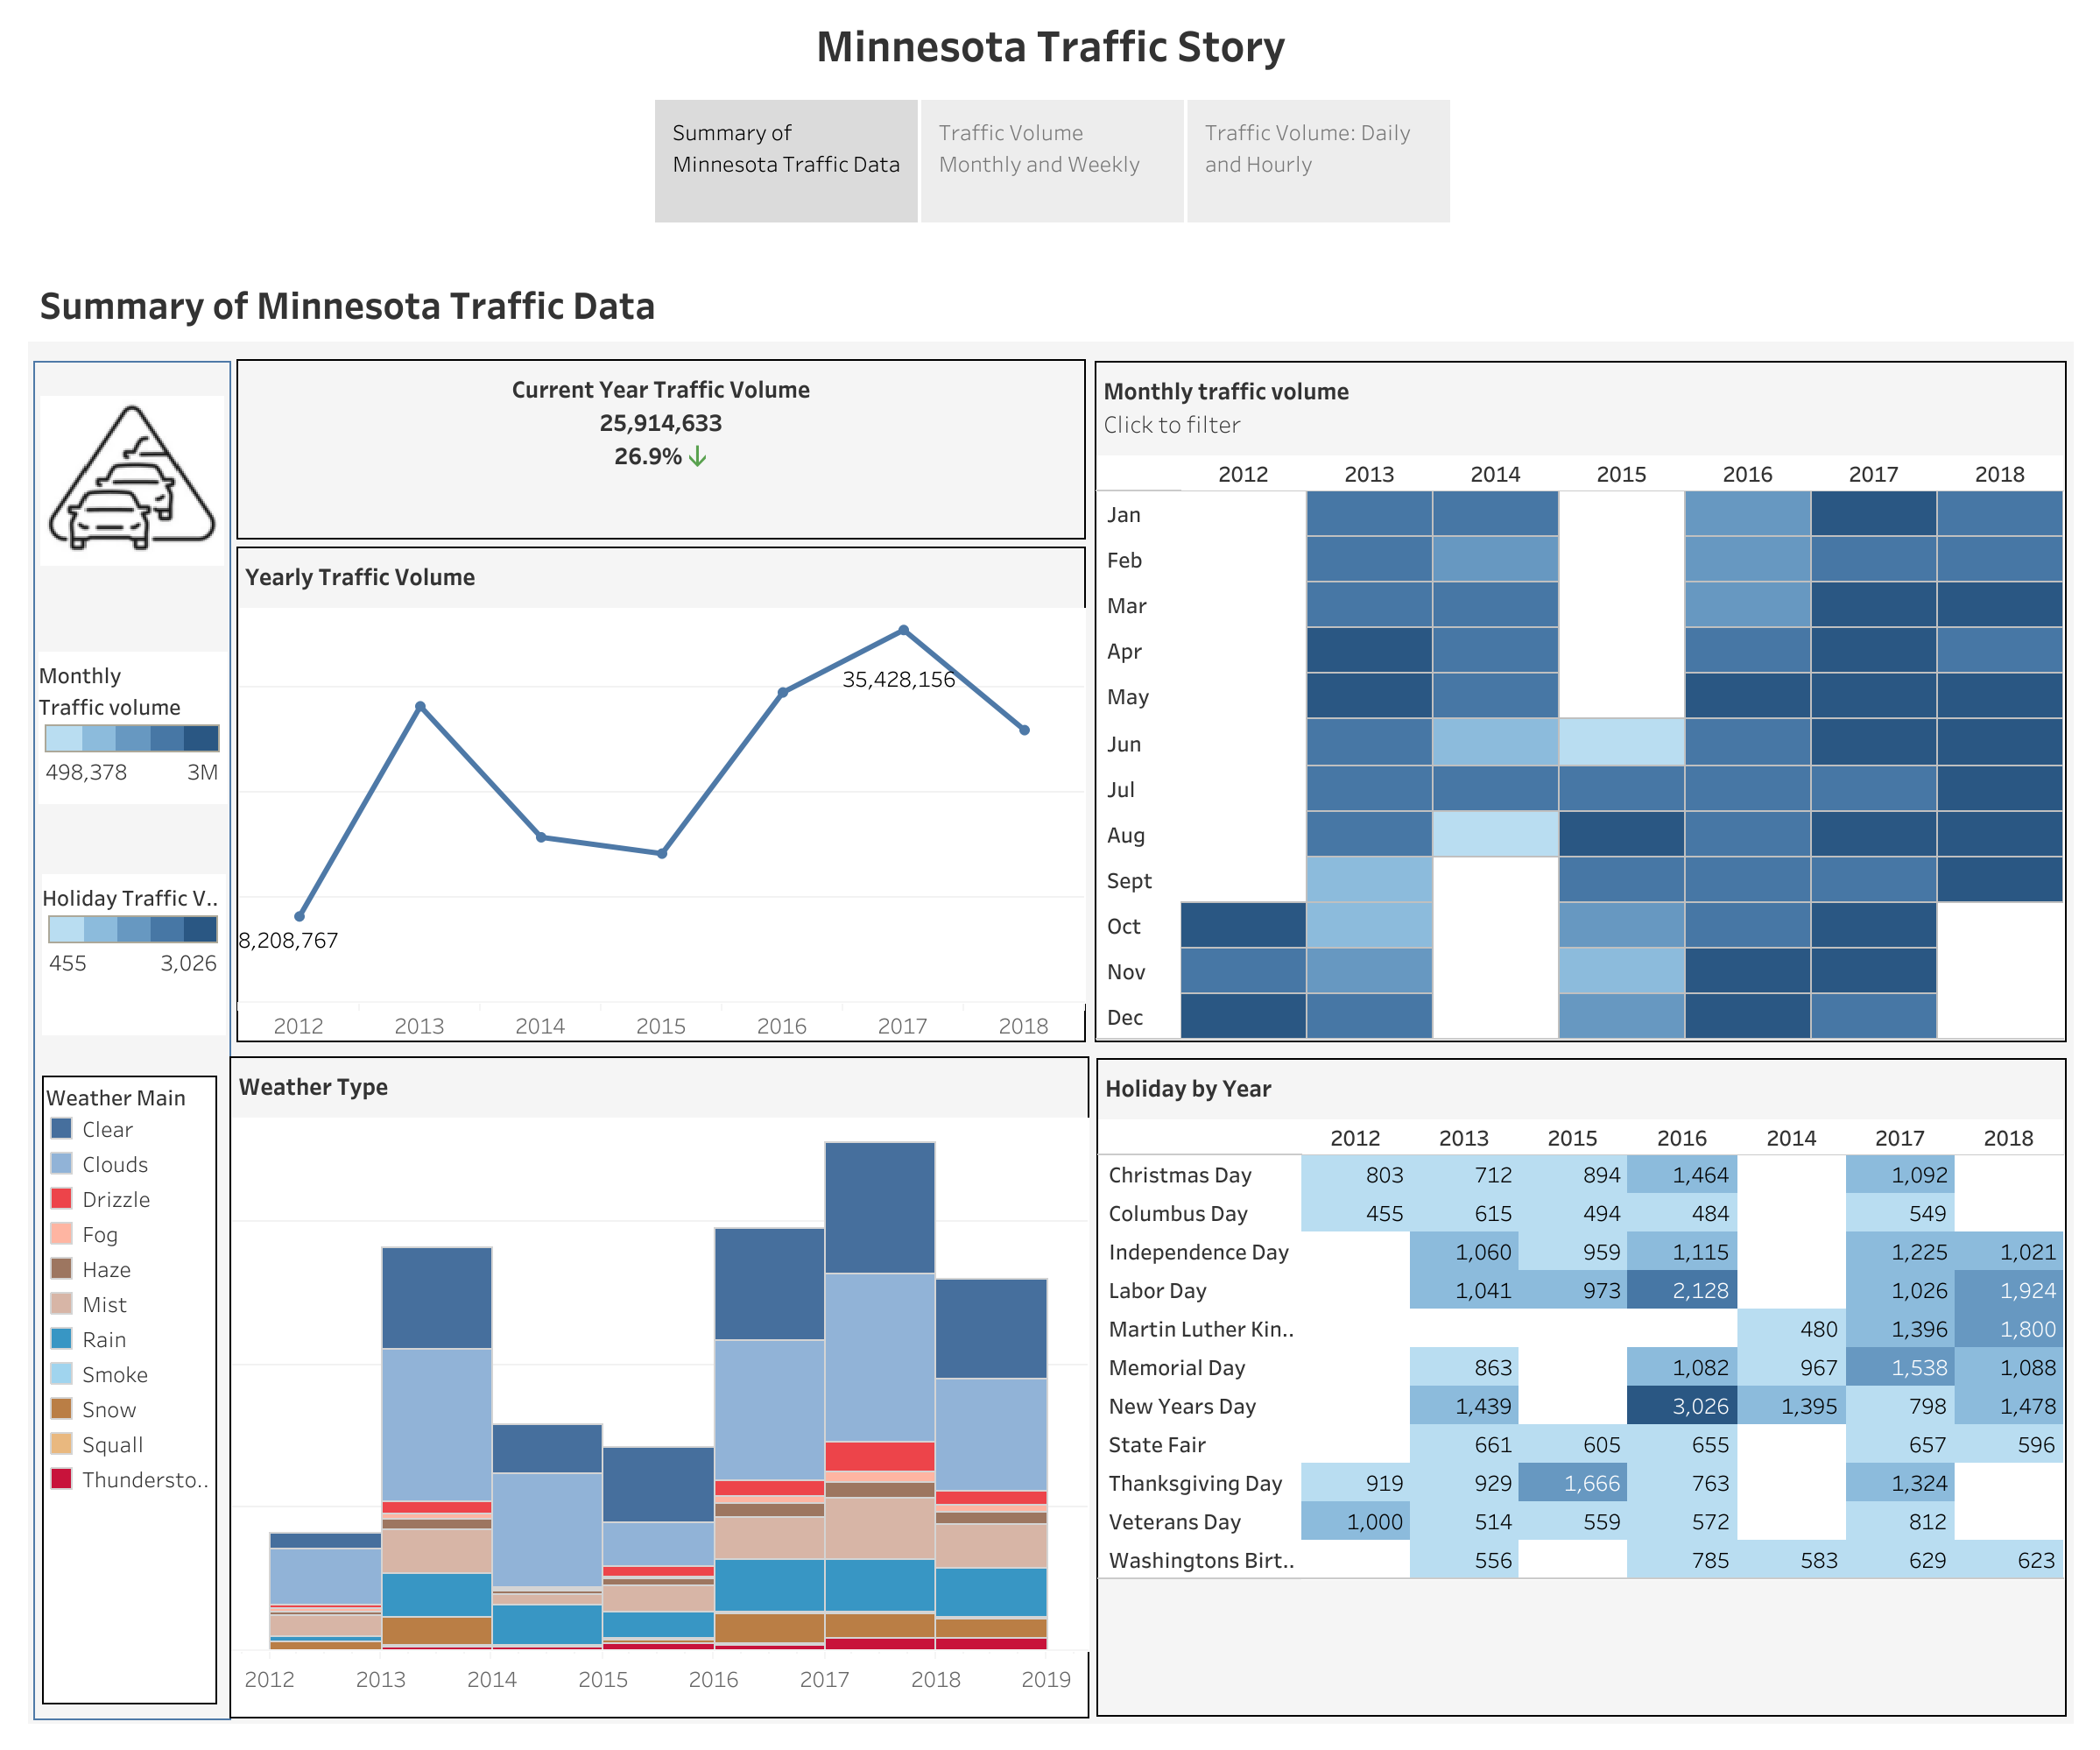 Minnesota Traffic Story
Summary of
Minnesota Traffic Data
Traffic Volume
Monthly and Weekly
Traffic Volume: Daily
and Hourly
Summary of Minnesota Traffic Data
Monthly
Traffic volume
498,378 3M
Holiday Traffic V..
455 3,026
Weather Main
Clear
Clouds
Drizzle
Fog
Haze
Mist
Rain
Smoke
Snow
Squall
Thundersto..
Current Year Traffic Volume
25,914,633
26.9%
Yearly Traffic Volume
35,428,156
8,208,767
2012 2013 2014 2015 2016 2017 2018
Monthly traffic volume
Click to filter
2012 2013 2014 2015 2016 2017 2018
Jan
Feb
Mar
Apr
May
Jun
Jul
Aug
Sept
Oct
Nov
Dec
Weather Type
2012 2013 2014 2015 2016 2017 2018 2019
Holiday by Year
2012 2013 2015 2016 2014 2017 2018
Christmas Day 803 712 894 1,464 1,092
Columbus Day 455 615 494 484 549
Independence Day 1,060 959 1,115 1,225 1,021
Labor Day 1,041 973 2,128 1,026 1,924
Martin Luther Kin.. 480 1,396 1,800
Memorial Day 863 1,082 967 1,538 1,088
New Years Day 1,439 3,026 1,395 798 1,478
State Fair 661 605 655 657 596
Thanksgiving Day 919 929 1,666 763 1,324
Veterans Day 1,000 514 559 572 812
Washingtons Birt.. 556 785 583 629 623